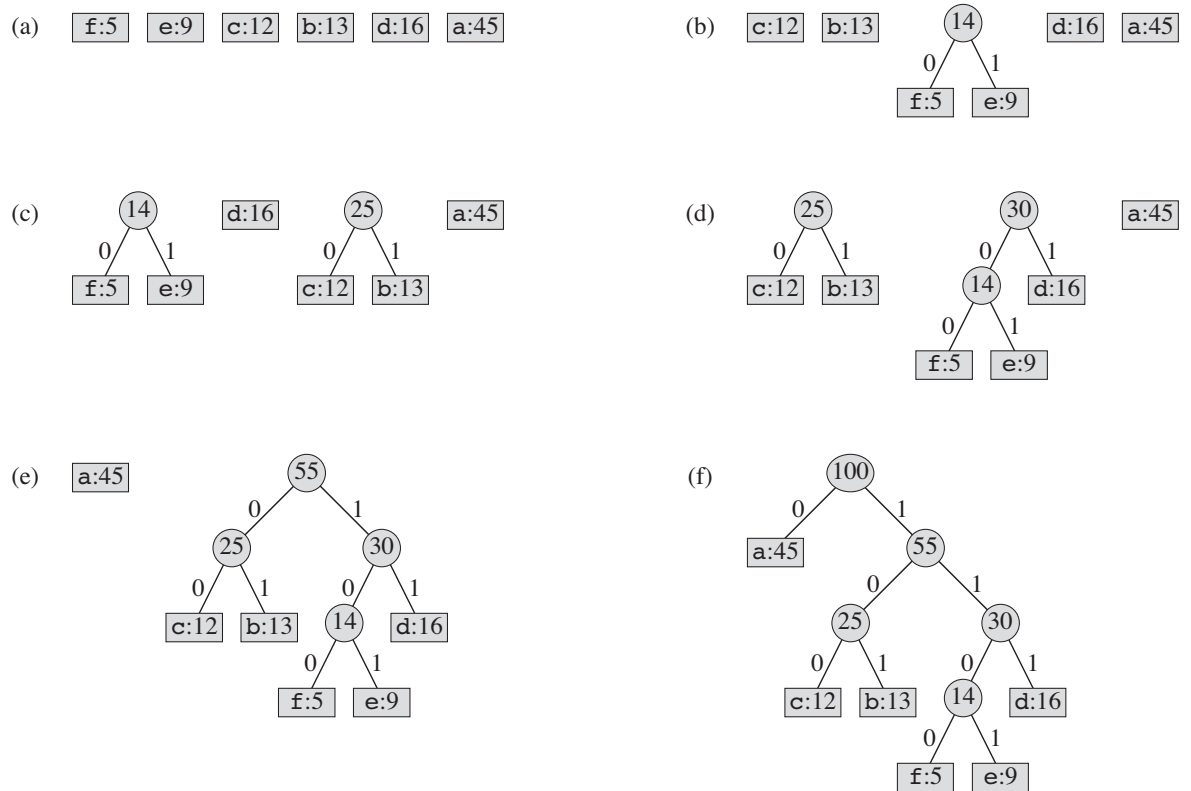 (a) f:5 e:9 c:12 b:13 d:16 a:45
(b) c:12 b:13 14 d:16 a:45
0 1
f:5 e:9
(c) 14 d:16 25 a:45
0 1 0 1
f:5 e:9 c:12 b:13
(d) 25 30 a:45
0 1 0 1
c:12 b:13 14 d:16
0 1
f:5 e:9
(e) a:45 55
0 1
25 30
0 1 0 1
c:12 b:13 14 d:16
0 1
f:5 e:9
(f) 100
0 1
a:45 55
0 1
25 30
0 1 0 1
c:12 b:13 14 d:16
0 1
f:5 e:9